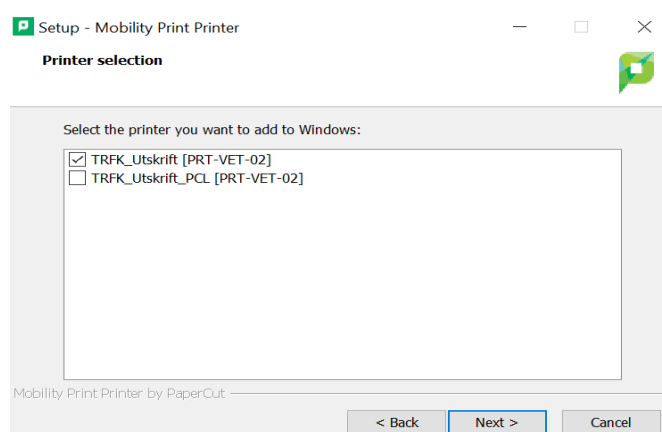 Setup - Mobility Print Printer
Printer selection
Select the printer you want to add to Windows:
TRFK_Utskrift [PRT-VET-02]
TRFK_Utskrift_PCL [PRT-VET-02]
Mobility Print Printer by PaperCut
< Back Next > Cancel